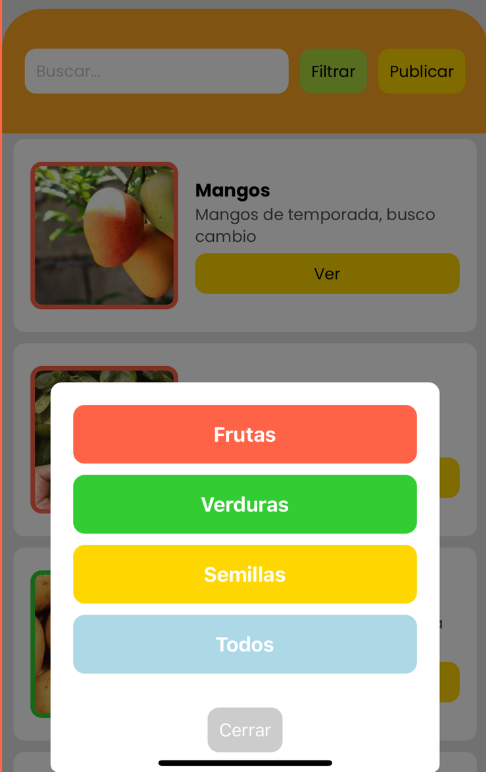 Buscar...
Filtrar
Publicar
Mangos
Mangos de temporada, busco
cambio
Ver
Frutas
Verduras
Semillas
Todos
Cerrar